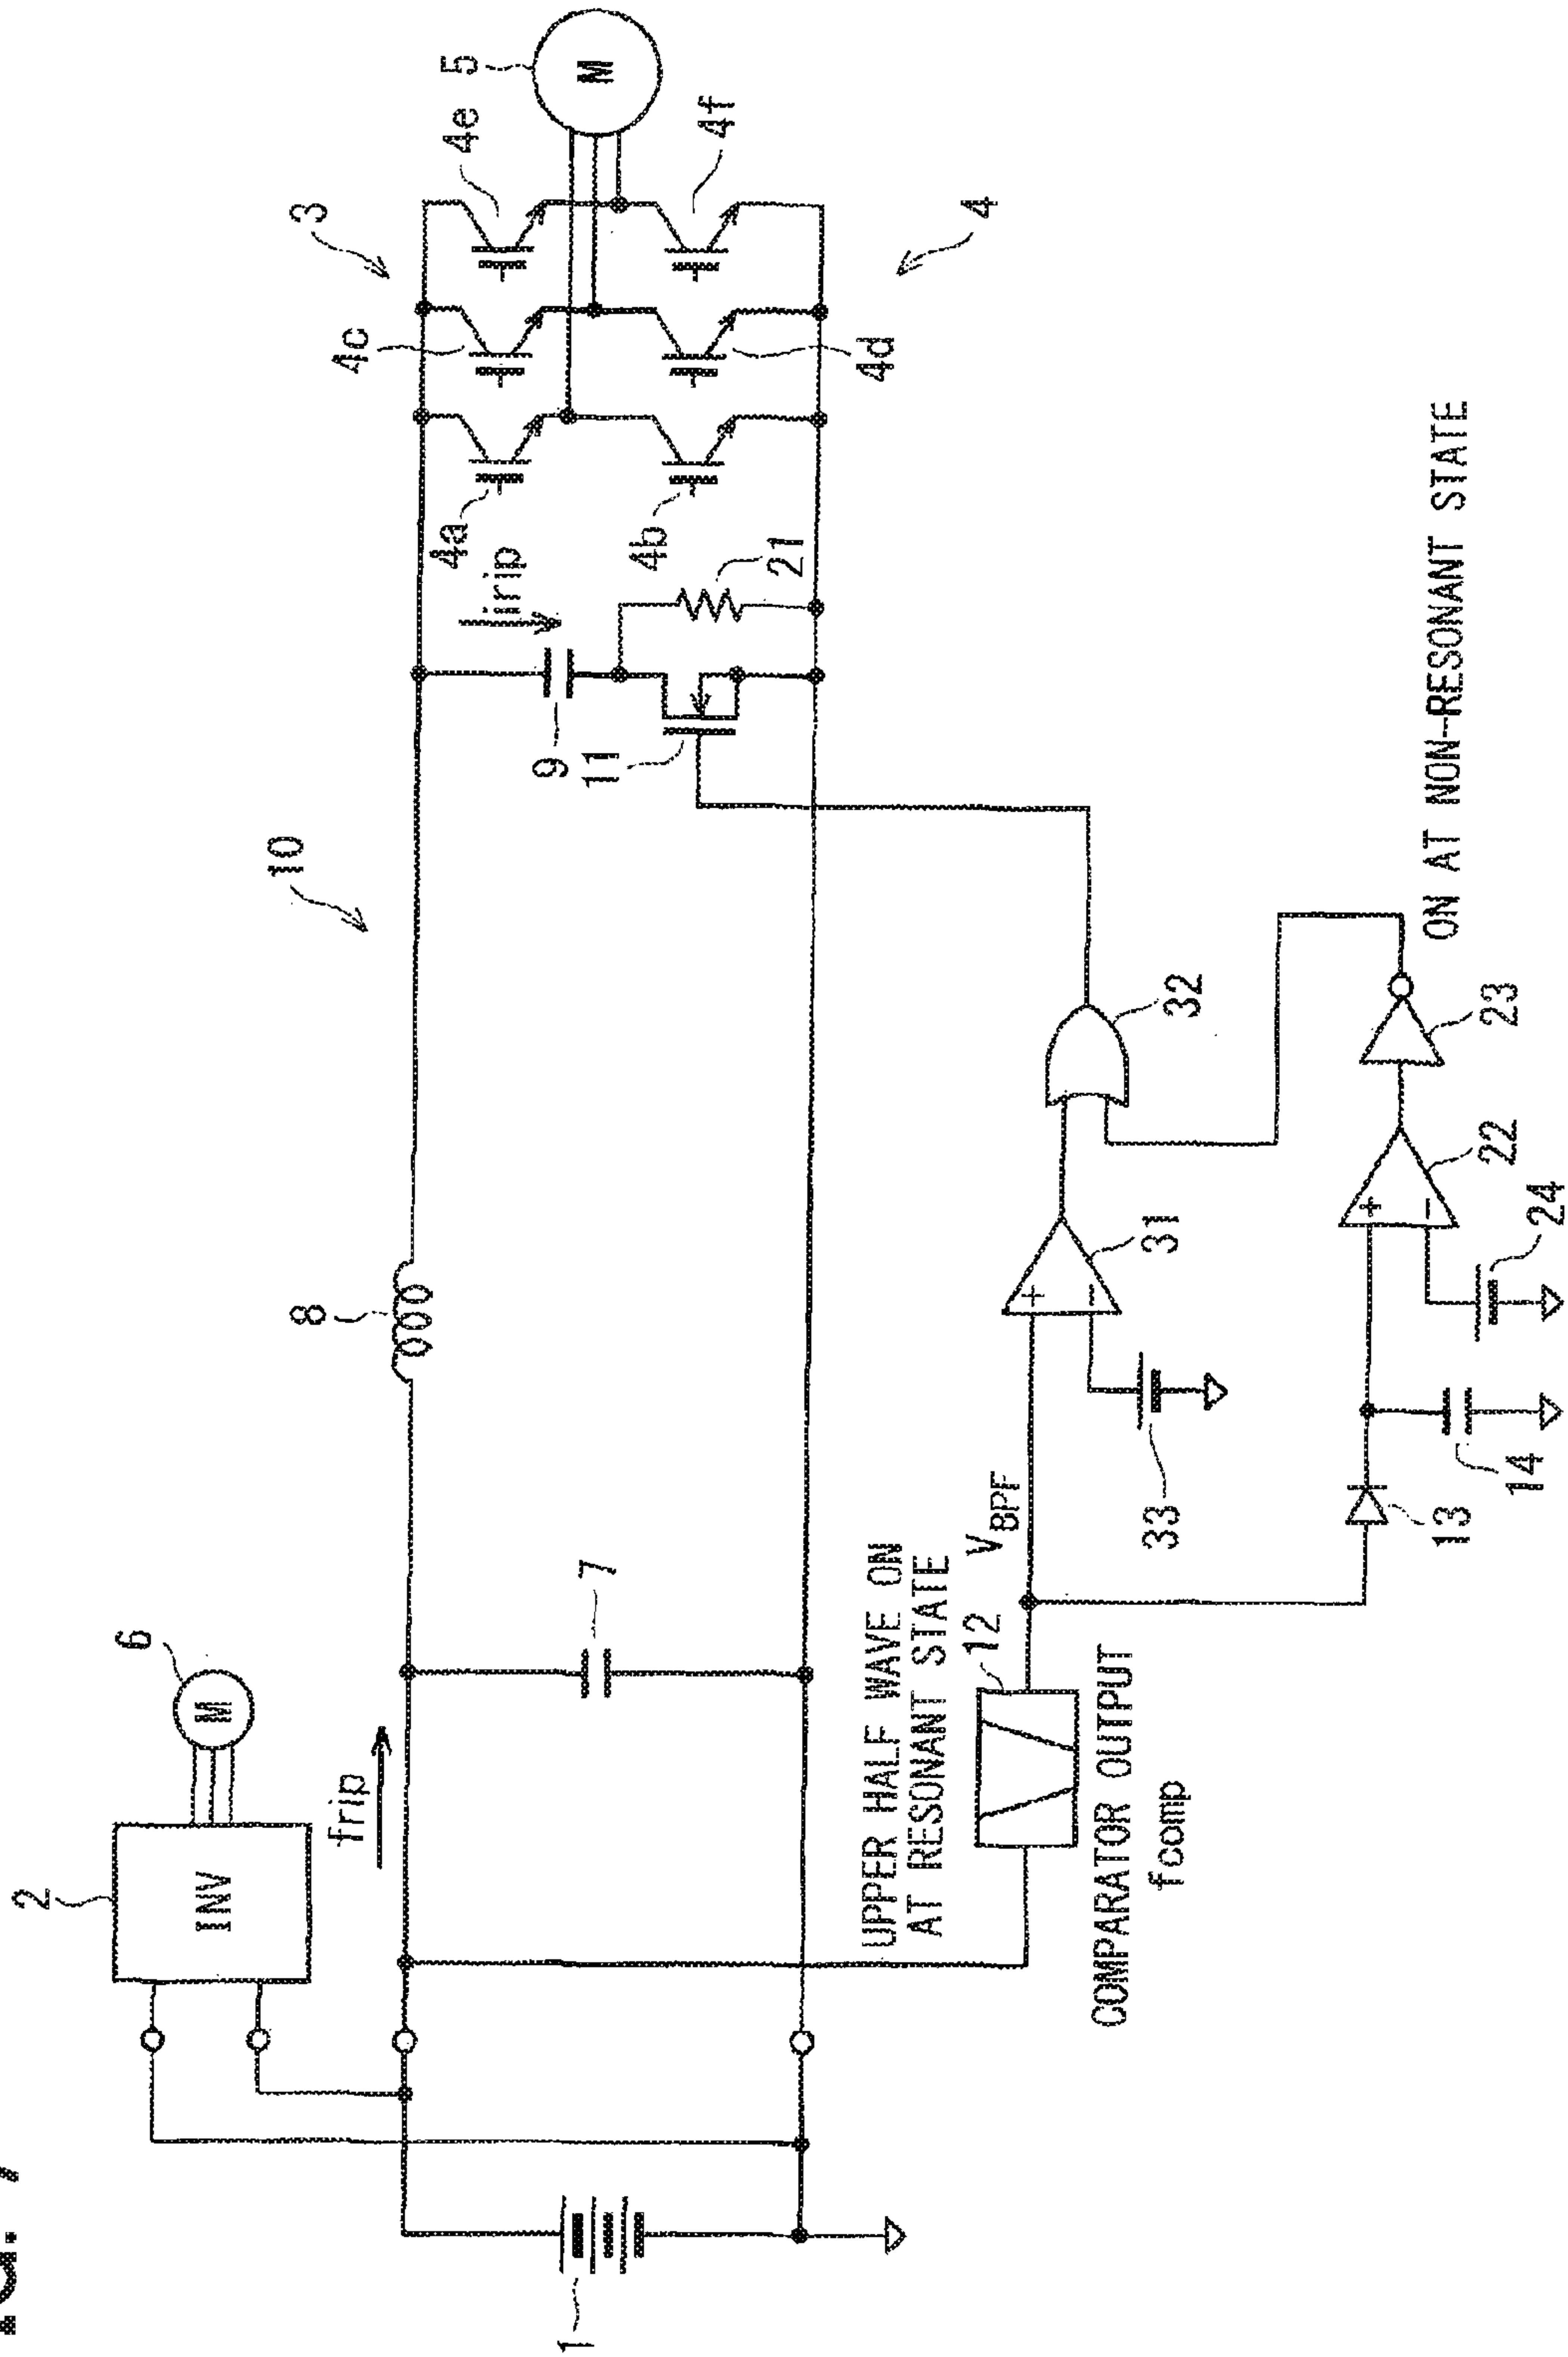 2
6
INV
M
10
8
3
frip
4c
4a
4e
5
irip
M
9
1
7
11
4b
4f
21
4d
UPPER HALF WAVE ON
AT RESONANT STATE
12
VBPF
4
COMPARATOR OUTPUT
fcomp
33
31
32
ON AT NON-RESONANT STATE
13
14
22
23
24